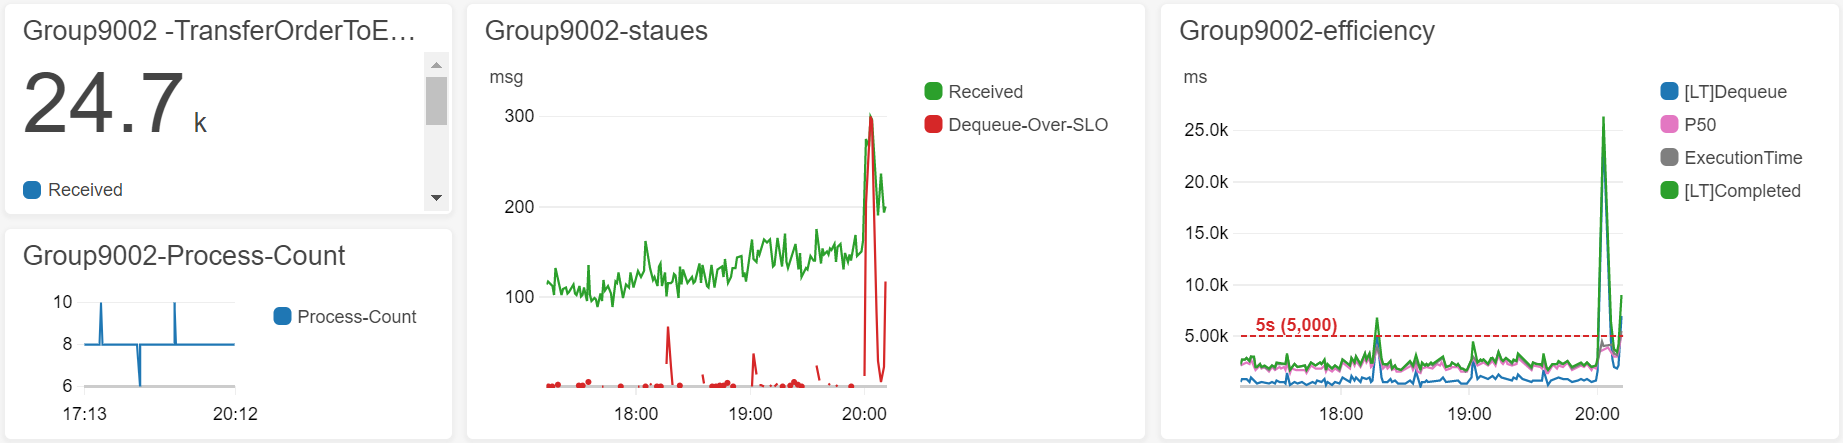 Group9002 -TransferOrderToE…
24.7 k
Received
Group9002-Process-Count
10
8
6
17:13
20:12
Process-Count
Group9002-staues
msg
300
200
100
18:00
19:00
20:00
Received
Dequeue-Over-SLO
Group9002-efficiency
ms
25.0k
20.0k
15.0k
10.0k
5.00k
5s (5,000)
18:00
19:00
20:00
[LT]Dequeue
P50
ExecutionTime
[LT]Completed